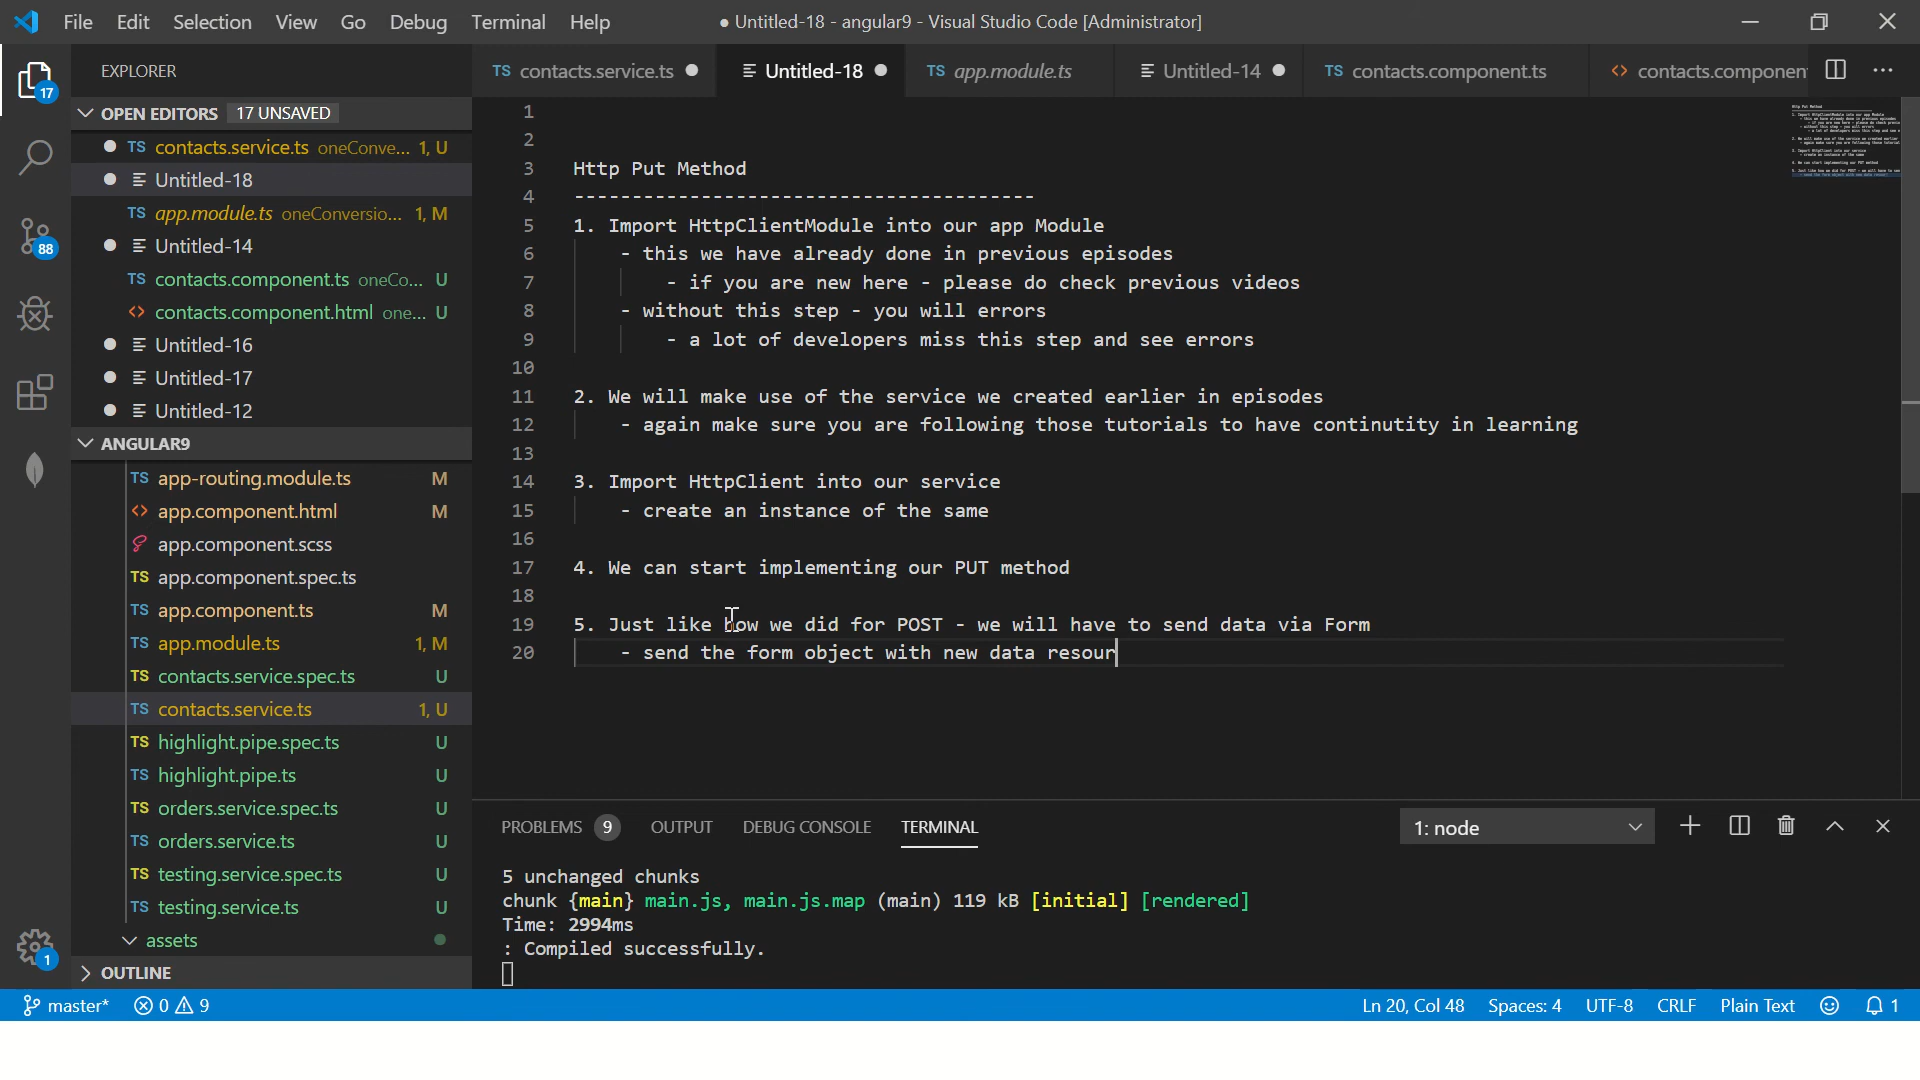 File Edit Selection View Go Debug Terminal Help
● Untitled-18 - angular9 - Visual Studio Code [Administrator]
EXPLORER
OPEN EDITORS 17 UNSAVED
TS contacts.service.ts oneConve... 1, U
Untitled-18
TS app.module.ts oneConversio... 1, M
Untitled-14
TS contacts.component.ts oneCo... U
<> contacts.component.html one... U
Untitled-16
Untitled-17
Untitled-12
ANGULAR9
TS app-routing.module.ts M
<> app.component.html M
app.component.scss
TS app.component.spec.ts
TS app.component.ts M
TS app.module.ts 1, M
TS contacts.service.spec.ts U
TS contacts.service.ts 1, U
TS highlight.pipe.spec.ts U
TS highlight.pipe.ts U
TS orders.service.spec.ts U
TS orders.service.ts U
TS testing.service.spec.ts U
TS testing.service.ts U
assets
OUTLINE
17
88
1
TS contacts.service.ts Untitled-18 TS app.module.ts Untitled-14 TS contacts.component.ts <> contacts.componen
1
2
3 Http Put Method
4 ----------------------------------------
5 1. Import HttpClientModule into our app Module
6 - this we have already done in previous episodes
7 - if you are new here - please do check previous videos
8 - without this step - you will errors
9 - a lot of developers miss this step and see errors
10
11 2. We will make use of the service we created earlier in episodes
12 - again make sure you are following those tutorials to have continutity in learning
13
14 3. Import HttpClient into our service
15 - create an instance of the same
16
17 4. We can start implementing our PUT method
18
19 5. Just like how we did for POST - we will have to send data via Form
20 - send the form object with new data resour
PROBLEMS 9 OUTPUT DEBUG CONSOLE TERMINAL 1: node
5 unchanged chunks
chunk {main} main.js, main.js.map (main) 119 kB [initial] [rendered]
Time: 2994ms
: Compiled successfully.
master* 0 9 Ln 20, Col 48 Spaces: 4 UTF-8 CRLF Plain Text 1